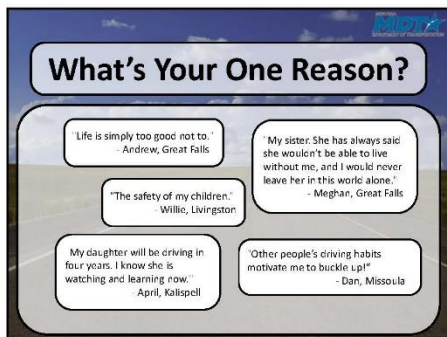 MONTANA
MDT
DEPARTMENT OF TRANSPORTATION
What's Your One Reason?
"Life is simply too good not to."
- Andrew, Great Falls
"My sister. She has always said
she wouldn't be able to live
without me, and I would never
leave her in this world alone."
- Meghan, Great Falls
"The safety of my children."
- Willie, Livingston
My daughter will be driving in
four years. I know she is
watching and learning now."
- April, Kalispell
"Other people's driving habits
motivate me to buckle up!"
- Dan, Missoula